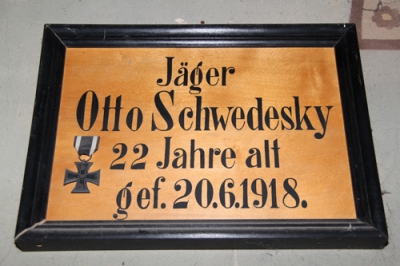 Jäger
Otto Schwedesky
22 Jahre alt
gef. 20.6.1918.